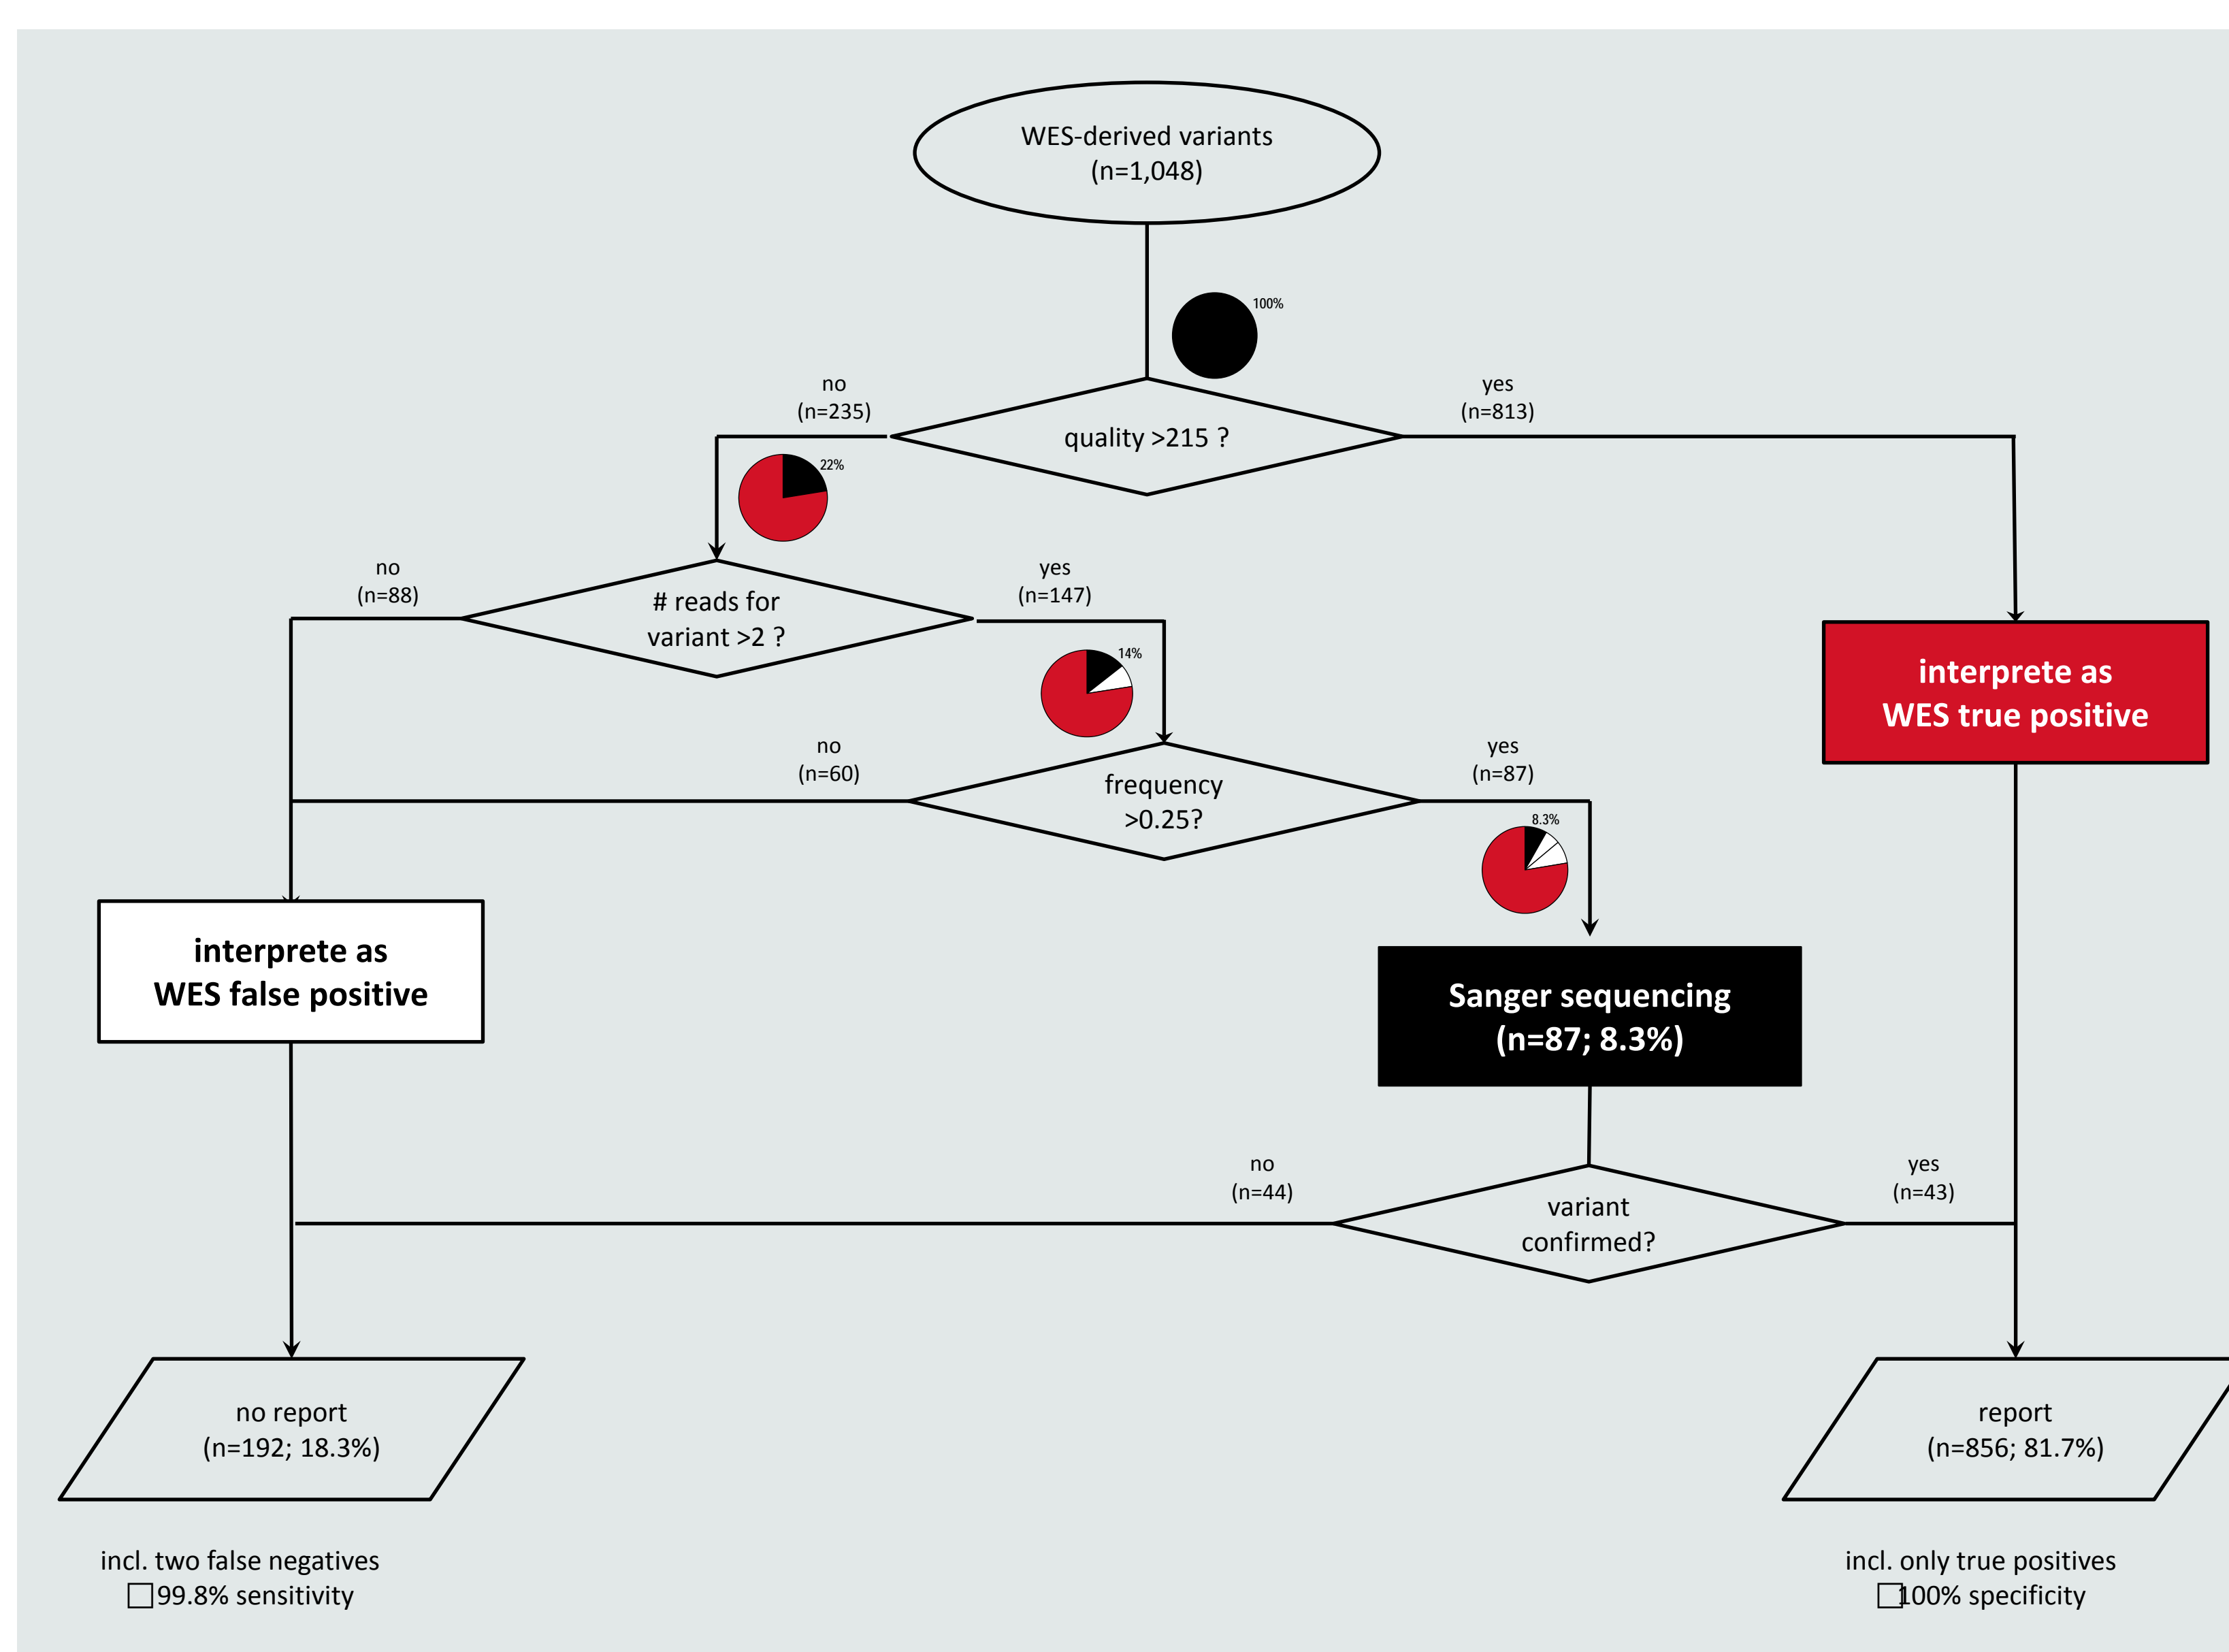 WES-derived variants
(n=1,048)
100%
no
(n=235)
yes
(n=813)
quality >215 ?
22%
no
(n=88)
yes
(n=147)
# reads for
variant >2 ?
14%
interprete as
WES true positive
no
(n=60)
yes
(n=87)
frequency
>0.25?
8.3%
interprete as
WES false positive
Sanger sequencing
(n=87; 8.3%)
no
(n=44)
yes
(n=43)
variant
confirmed?
no report
(n=192; 18.3%)
report
(n=856; 81.7%)
incl. two false negatives
□99.8% sensitivity
incl. only true positives
□100% specificity